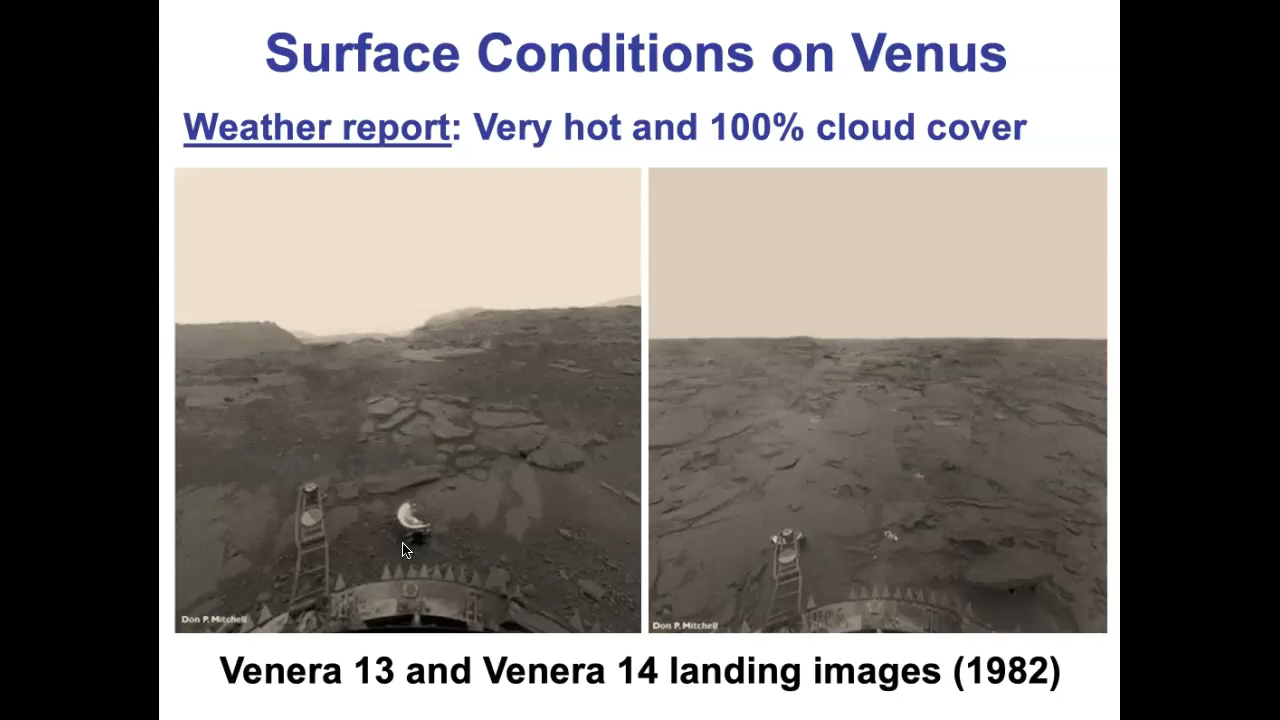 Surface Conditions on Venus
Weather report: Very hot and 100% cloud cover
Don P. Mitchell
Don P. Mitchell
Venera 13 and Venera 14 landing images (1982)